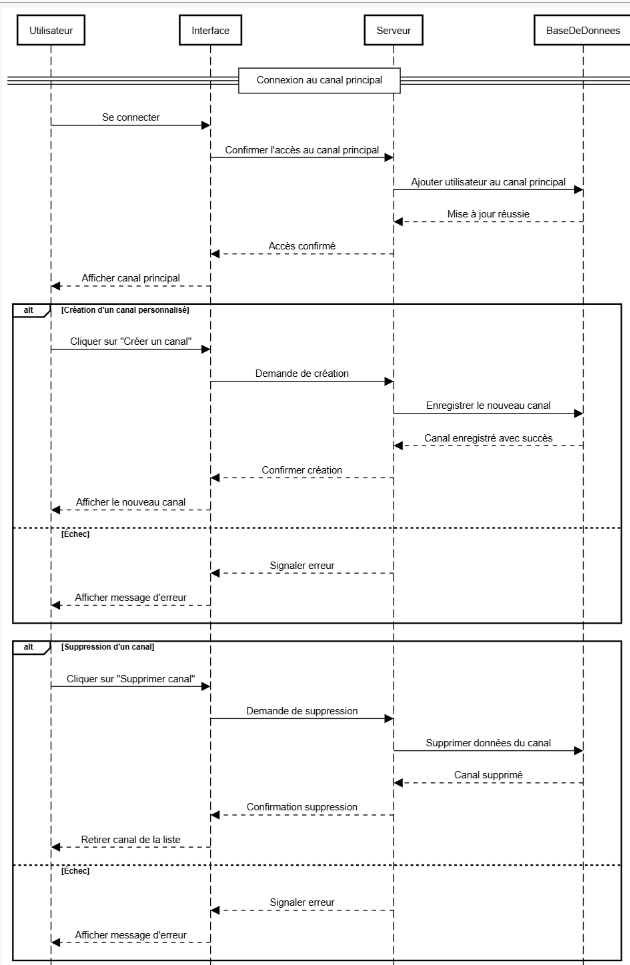 Utilisateur
Interface
Serveur
BaseDeDonnees
Connexion au canal principal
Se connecter
Confirmer l'accès au canal principal
Ajouter utilisateur au canal principal
Mise à jour réussie
Accès confirmé
Afficher canal principal
alt
[Création d'un canal personnalisé]
Cliquer sur "Créer un canal"
Demande de création
Enregistrer le nouveau canal
Canal enregistré avec succès
Confirmer création
Afficher le nouveau canal
[Échec]
Signaler erreur
Afficher message d'erreur
alt
[Suppression d'un canal]
Cliquer sur "Supprimer canal"
Demande de suppression
Supprimer données du canal
Canal supprimé
Confirmation suppression
Retirer canal de la liste
[Échec]
Signaler erreur
Afficher message d'erreur